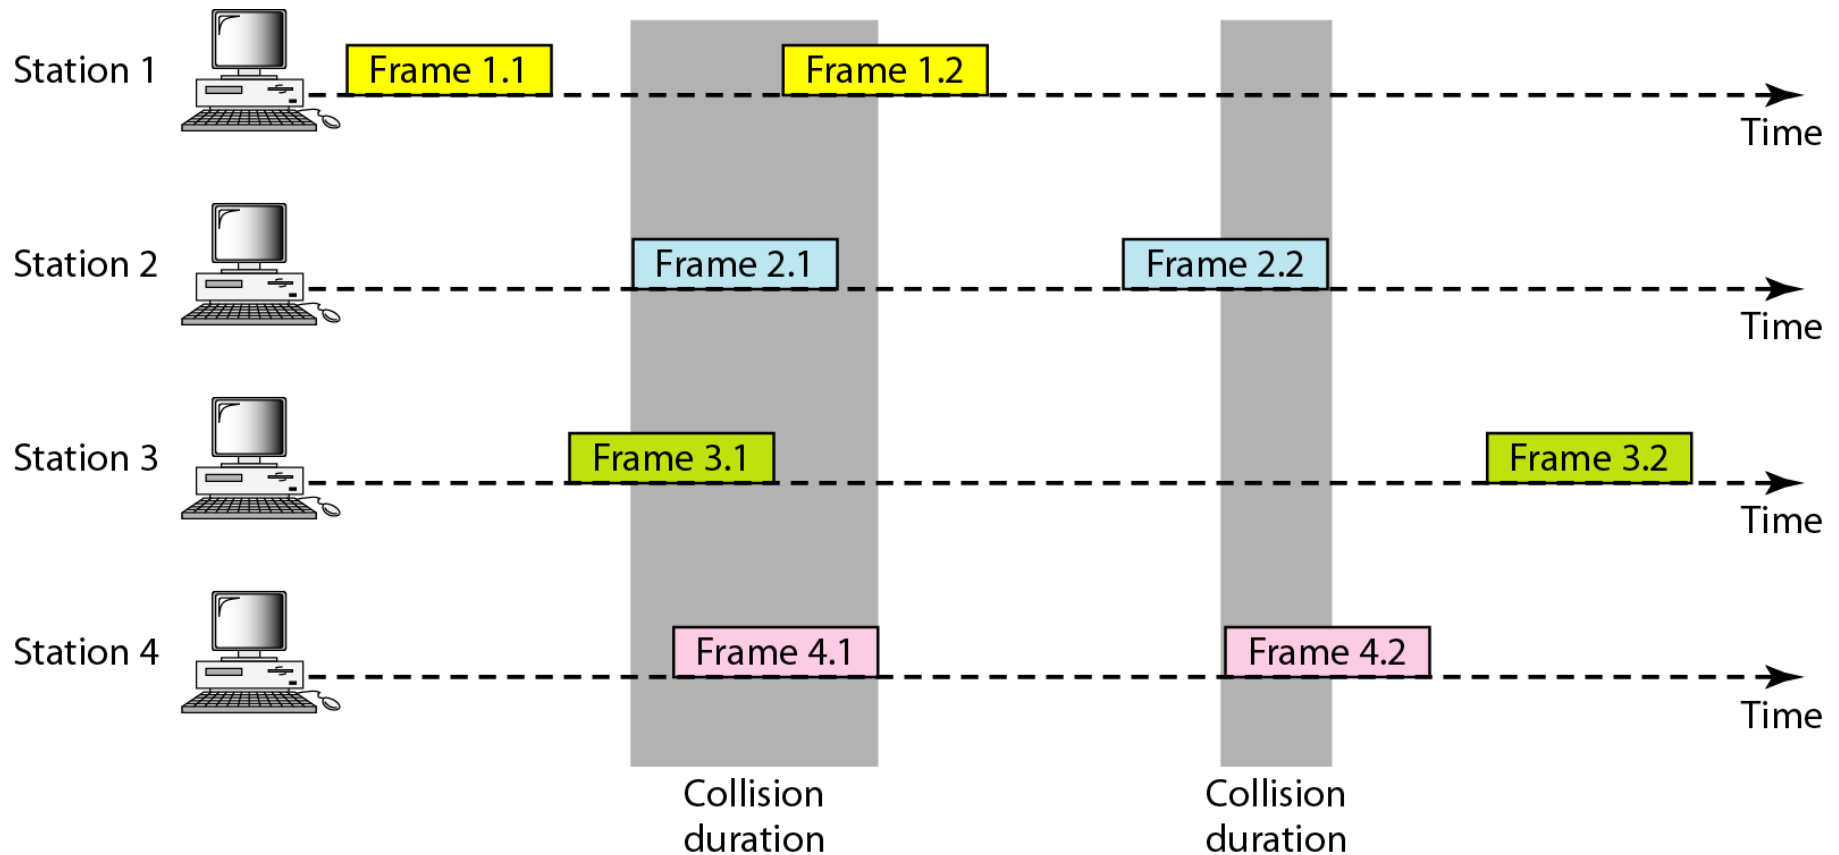 Station 1
Frame 1.1
Frame 1.2
Time
Station 2
Frame 2.1
Frame 2.2
Time
Station 3
Frame 3.1
Frame 3.2
Time
Station 4
Frame 4.1
Frame 4.2
Time
Collision
duration
Collision
duration